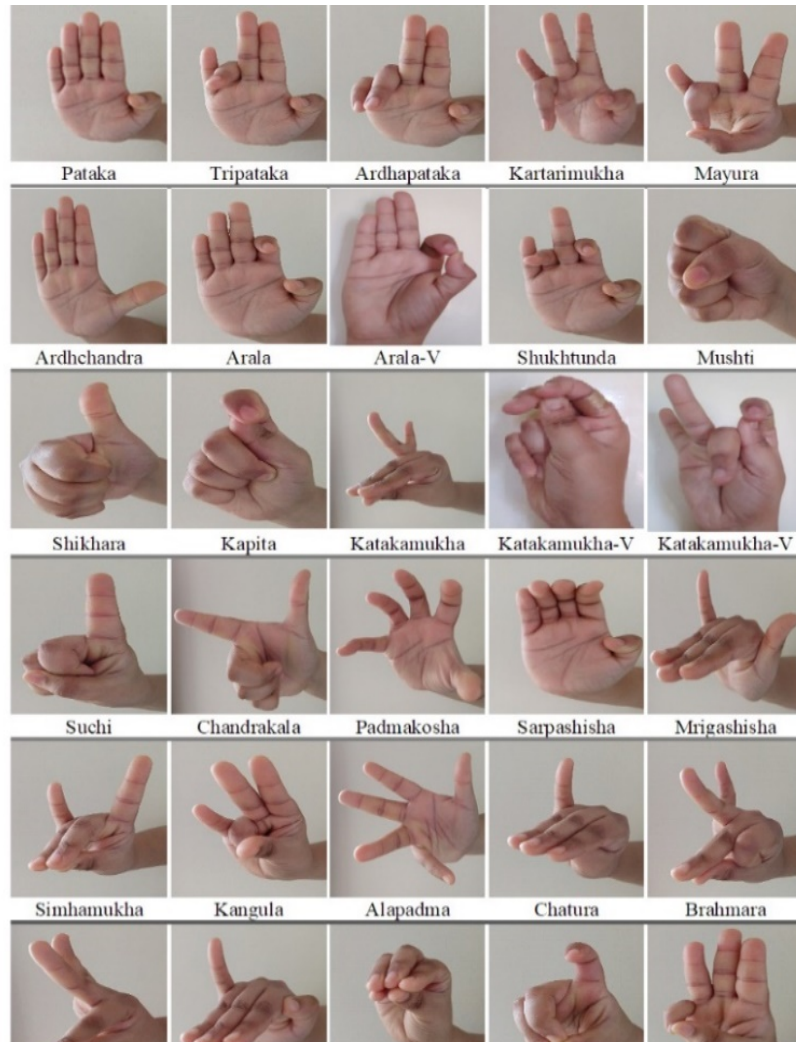 Pataka Tripataka Ardhapataka Kartarimukha Mayura
Ardhchandra Arala Arala-V Shukhtunda Mushti
Shikhara Kapita Katakamukha Katakamukha-V Katakamukha-V
Suchi Chandrakala Padmakosha Sarpashisha Mrigashisha
Simhamukha Kangula Alapadma Chatura Brahmara